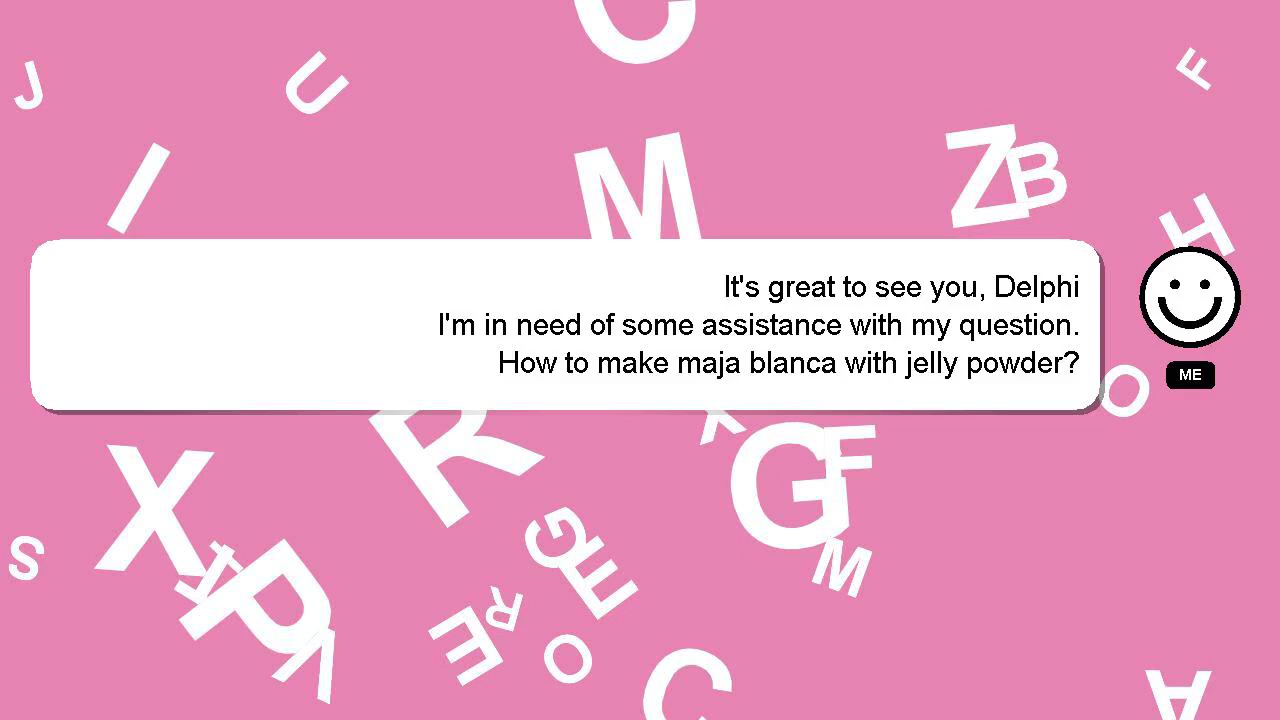 C
J
U
F
I
M
Z
B
H
It's great to see you, Delphi
I'm in need of some assistance with my question.
How to make maja blanca with jelly powder?
ME
O
R
X
G
F
X
S
G
E
M
P
V
R
E
O
C
A